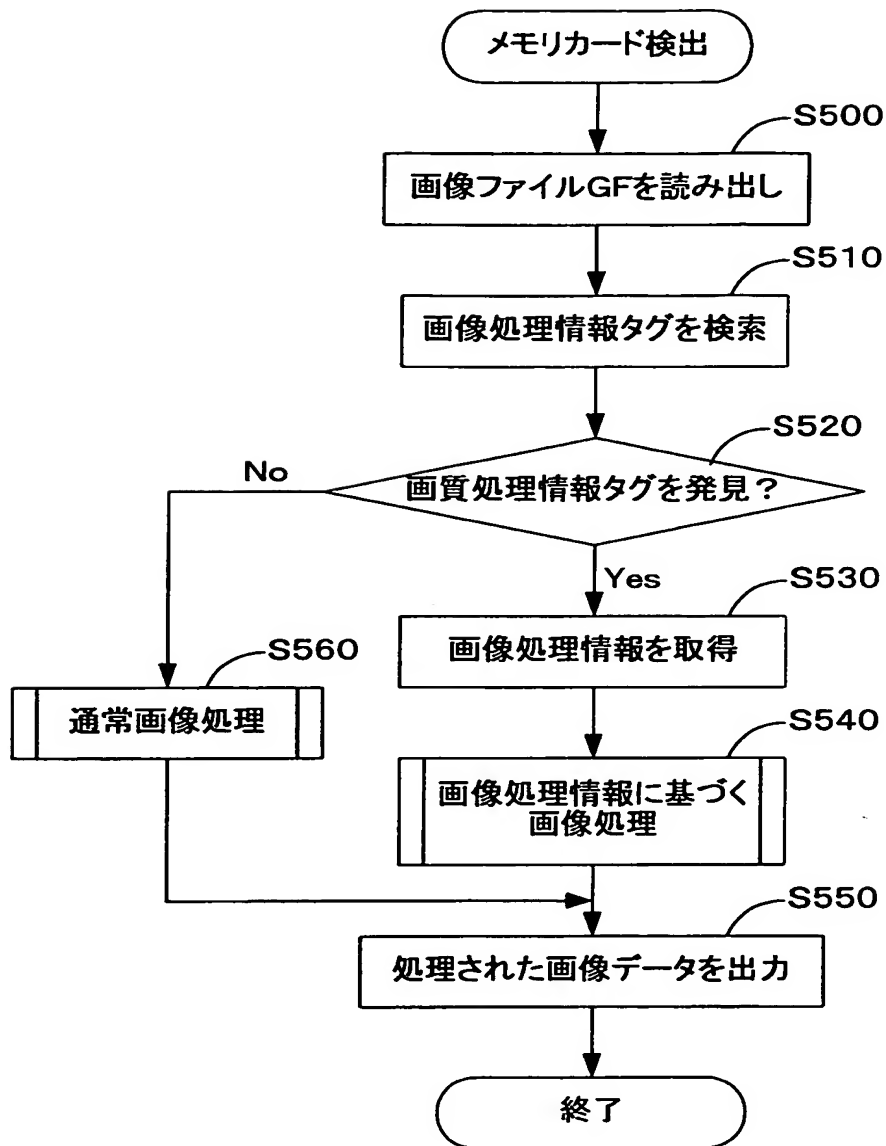 メモリカード検出
S500
画像ファイルGFを読み出し
S510
画像処理情報タグを検索
S520
画質処理情報タグを発見？
No
Yes
S530
画像処理情報を取得
S560
通常画像処理
S540
画像処理情報に基づく
画像処理
S550
処理された画像データを出力
終了